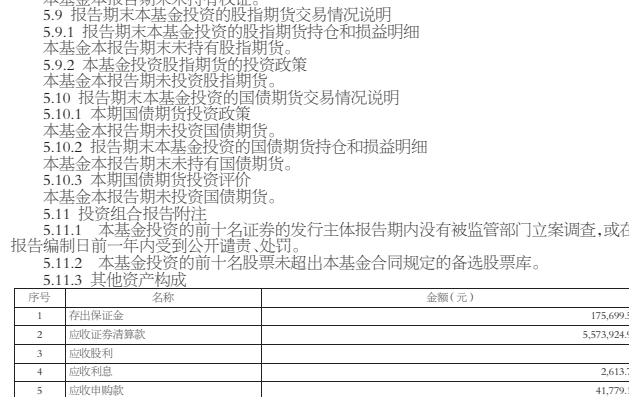 5.9 报告期末本基金投资的股指期货交易情况说明
5.9.1 报告期末本基金投资的股指期货持仓和损益明细
本基金本报告期末未持有股指期货。
5.9.2 本基金投资股指期货的投资政策
本基金本报告期未投资股指期货。
5.10 报告期末本基金投资的国债期货交易情况说明
5.10.1 本期国债期货投资政策
本基金本报告期未投资国债期货。
5.10.2 报告期末本基金投资的国债期货持仓和损益明细
本基金本报告期末未持有国债期货。
5.10.3 本期国债期货投资评价
本基金本报告期未投资国债期货。
5.11 投资组合报告附注
5.11.1 本基金投资的前十名证券的发行主体报告期内没有被监管部门立案调查,或在
报告编制日前一年内受到公开谴责、处罚。
5.11.2 本基金投资的前十名股票未超出本基金合同规定的备选股票库。
5.11.3 其他资产构成
序号 名称 金额(元)
1 存出保证金 175,699.
2 应收证券清算款 5,573,924.
3 应收股利
4 应收利息 2,613.
5 应收申购款 41,779.